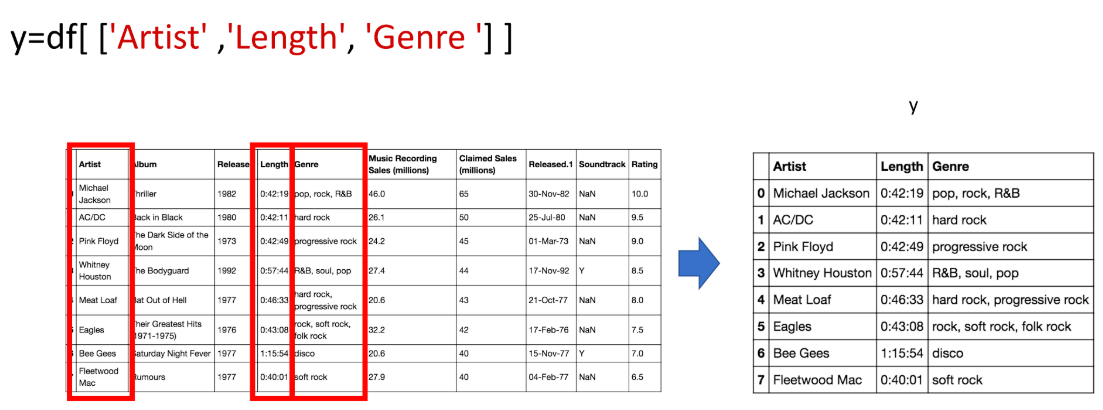 y=df[ ['Artist' ,'Length', 'Genre '] ]
y
Artist lbum Release Length Genre Music Recording Sales (millions) Claimed Sales (millions) Released.1 Soundtrack Rating
Michael Jackson hriller 1982 0:42:19 pop, rock, R&B 46.0 65 30-Nov-82 NaN 10.0
AC/DC Back in Black 1980 0:42:11 hard rock 26.1 50 25-Jul-80 NaN 9.5
2 Pink Floyd The Dark Side of the Moon 1973 0:42:49 progressive rock 24.2 45 01-Mar-73 NaN 9.0
Whitney Houston The Bodyguard 1992 0:57:44 R&B, soul, pop 27.4 44 17-Nov-92 Y 8.5
Meat Loaf Bat Out of Hell 1977 0:46:33 hard rock, progressive rock 20.6 43 21-Oct-77 NaN 8.0
Eagles Their Greatest Hits (1971-1975) 1976 0:43:08 rock, soft rock, folk rock 32.2 42 17-Feb-76 NaN 7.5
Bee Gees Saturday Night Fever 1977 1:15:54 disco 20.6 40 15-Nov-77 Y 7.0
Fleetwood Mac Rumours 1977 0:40:01 soft rock 27.9 40 04-Feb-77 NaN 6.5
Artist Length Genre
0 Michael Jackson 0:42:19 pop, rock, R&B
1 AC/DC 0:42:11 hard rock
2 Pink Floyd 0:42:49 progressive rock
3 Whitney Houston 0:57:44 R&B, soul, pop
4 Meat Loaf 0:46:33 hard rock, progressive rock
5 Eagles 0:43:08 rock, soft rock, folk rock
6 Bee Gees 1:15:54 disco
7 Fleetwood Mac 0:40:01 soft rock